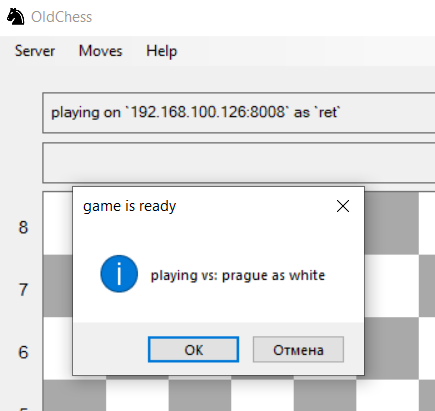 OldChess
Server Moves Help
playing on `192.168.100.126:8008` as `ret`
game is ready
8
playing vs: prague as white
7
OK Отмена
6